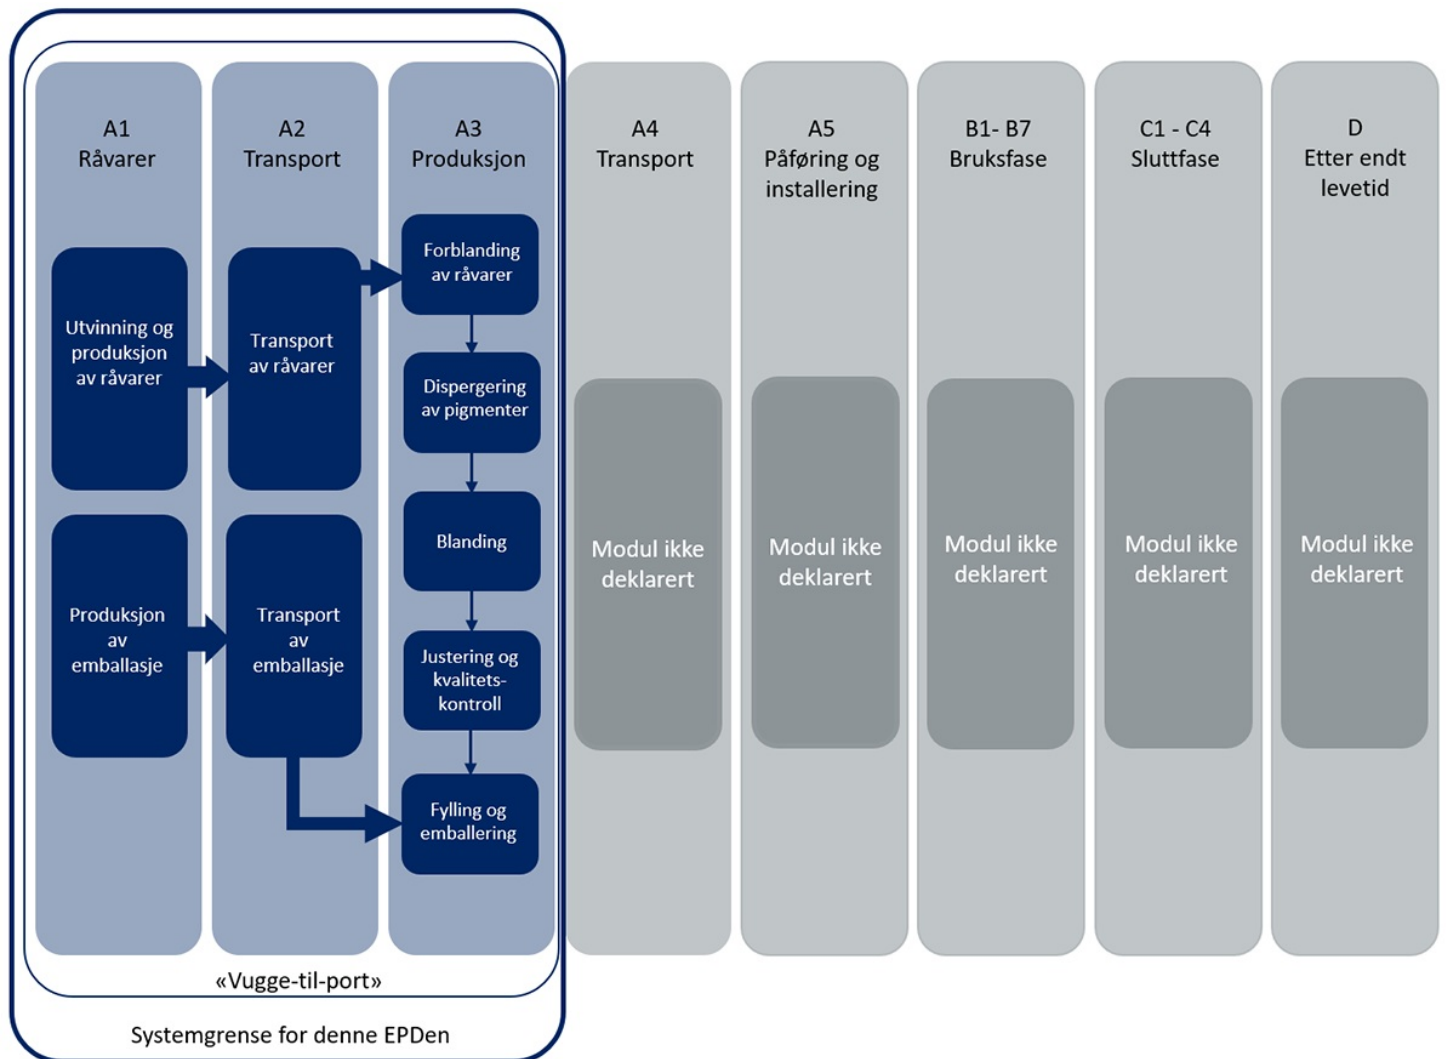 A1
Råvarer
Utvinning og
produksjon
av råvarer
Produksjon
av
emballasje
A2
Transport
Transport
av råvarer
Transport
av
emballasje
A3
Produksjon
Forblanding
av råvarer
Dispergering
av pigmenter
Blanding
Justering og
kvalitets-
kontroll
Fylling og
emballering
A4
Transport
Modul ikke
deklarert
A5
Påføring og
installering
Modul ikke
deklarert
B1- B7
Bruksfase
Modul ikke
deklarert
C1 - C4
Sluttfase
Modul ikke
deklarert
D
Etter endt
levetid
Modul ikke
deklarert
«Vugge-til-port»
Systemgrense for denne EPDen